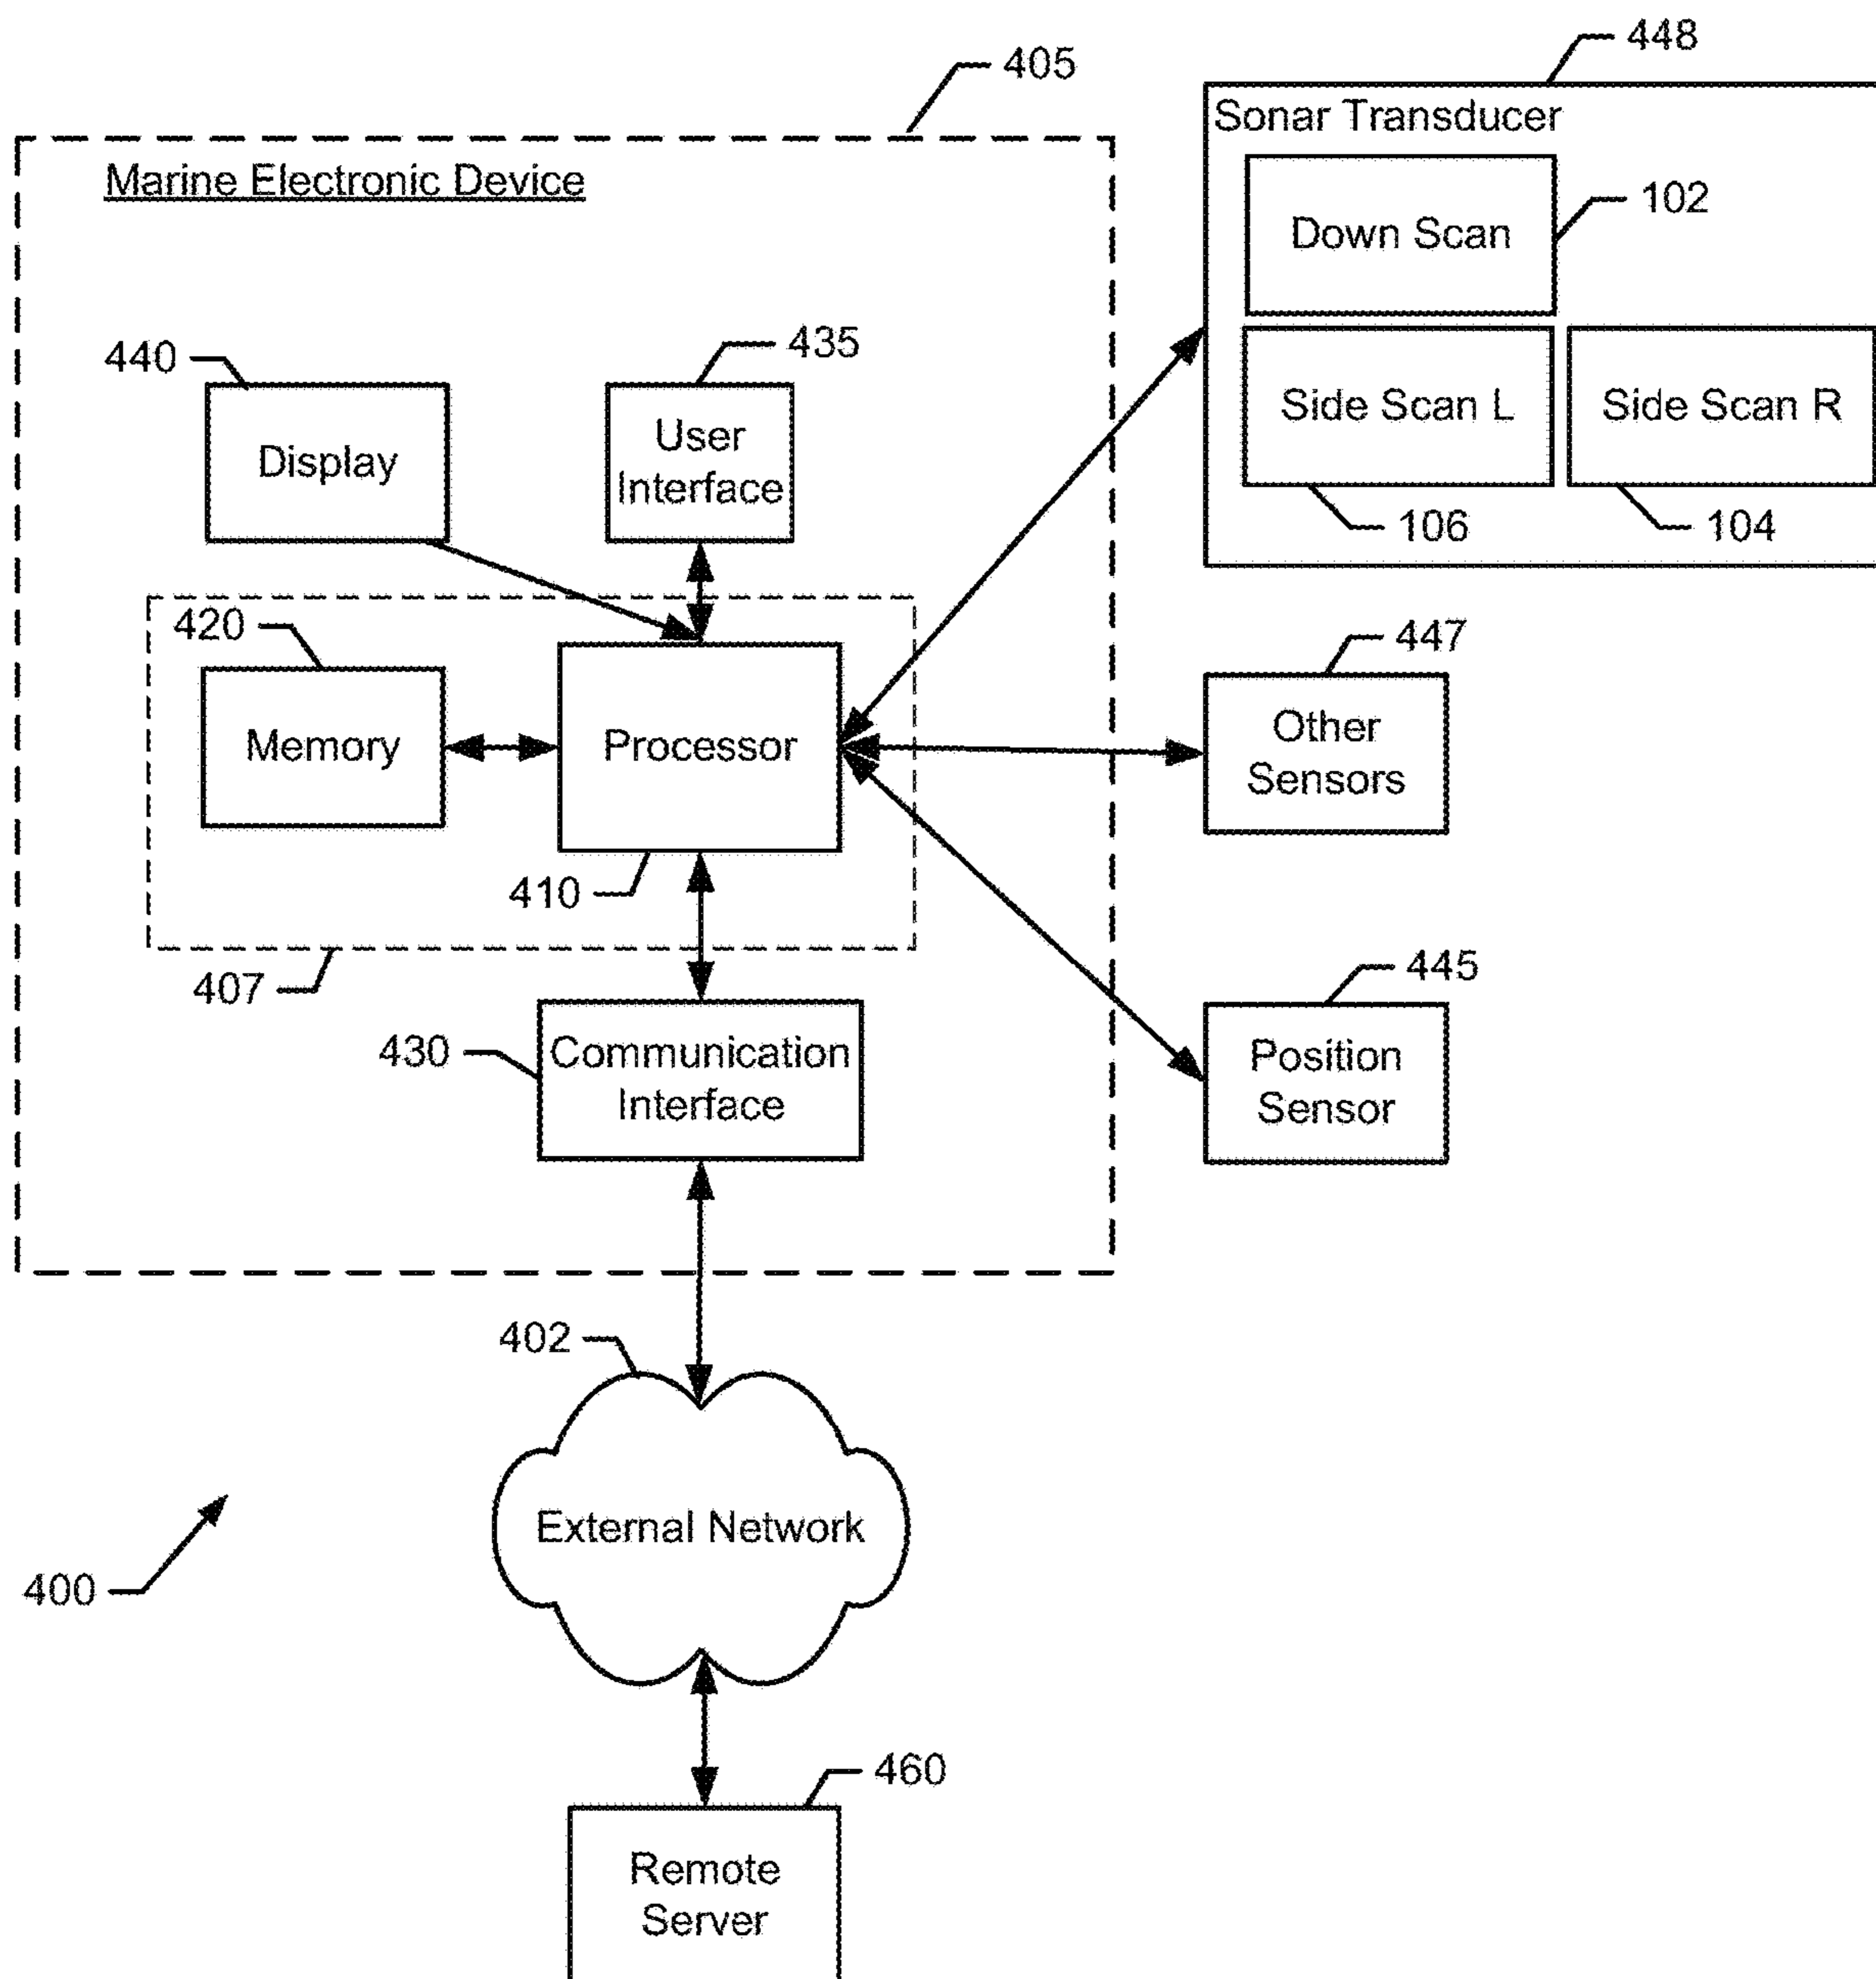 448
405
Sonar Transducer
Marine Electronic Device
Down Scan
102
440
435
Side Scan L
Side Scan R
User
Interface
Display
106
104
420
447
Memory
Processor
Other
Sensors
410
407
445
430
Communication
Interface
Position
Sensor
402
External Network
400
460
Remote
Server